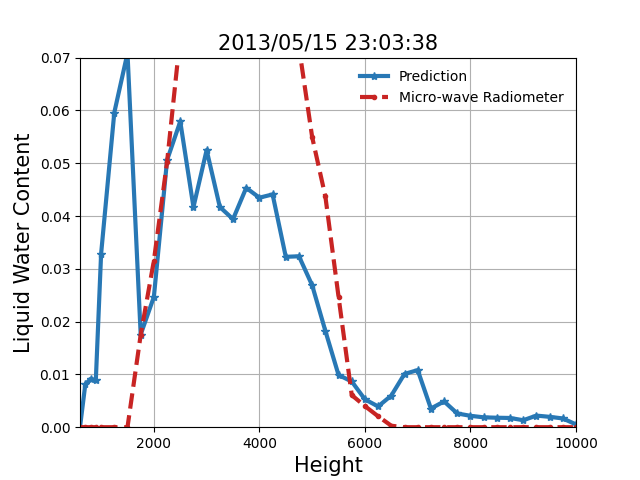 2013/05/15 23:03:38
Prediction
Micro-wave Radiometer
Liquid Water Content
0.07
0.06
0.05
0.04
0.03
0.02
0.01
0.00
2000 4000 6000 8000 10000
Height